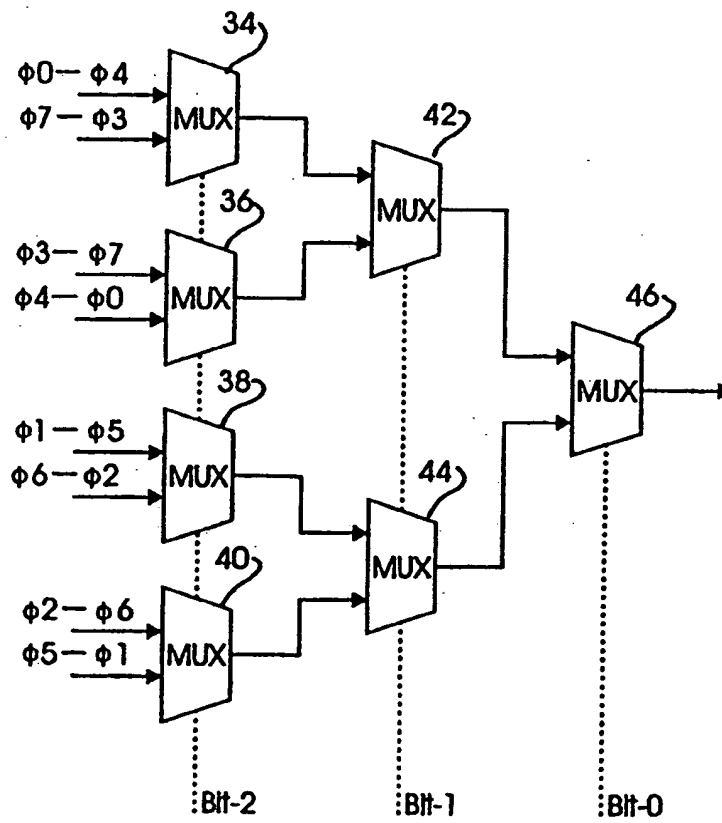 34
ϕ0— ϕ4
ϕ7— ϕ3
MUX
42
MUX
36
ϕ3— ϕ7
ϕ4— ϕ0
MUX
46
MUX
38
ϕ1— ϕ5
ϕ6— ϕ2
MUX
44
MUX
40
ϕ2— ϕ6
ϕ5— ϕ1
MUX
Bit-2
Bit-1
Bit-0